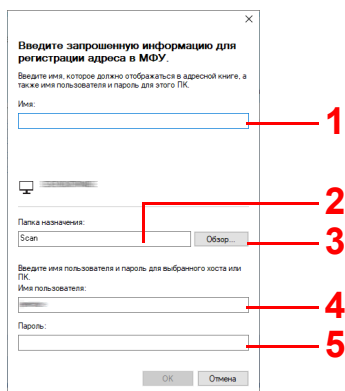 Введите запрошенную информацию для
регистрации адреса в МФУ.
Введите имя, которое должно отображаться в адресной книге, а
также имя пользователя и пароль для этого ПК.
Имя:
1
2
Папка назначения:
Scan
Обзор...
3
Введите имя пользователя и пароль для выбранного хоста или
ПК.
Имя пользователя:
4
Пароль:
5
OK
Отмена